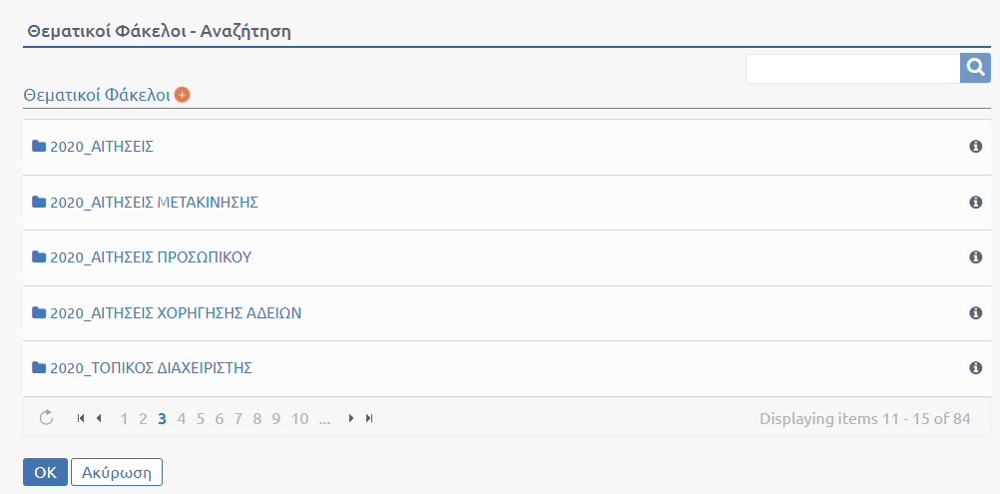 Θεματικοί Φάκελοι - Αναζήτηση
Θεματικοί Φάκελοι
2020_ΑΙΤΗΣΕΙΣ
2020_ΑΙΤΗΣΕΙΣ ΜΕΤΑΚΙΝΗΣΗΣ
2020_ΑΙΤΗΣΕΙΣ ΠΡΟΣΩΠΙΚΟΥ
2020_ΑΙΤΗΣΕΙΣ ΧΟΡΗΓΗΣΗΣ ΑΔΕΙΩΝ
2020_ΤΟΠΙΚΟΣ ΔΙΑΧΕΙΡΙΣΤΗΣ
1 2 3 4 5 6 7 8 9 10 ... Displaying items 11 - 15 of 84
OK Ακύρωση